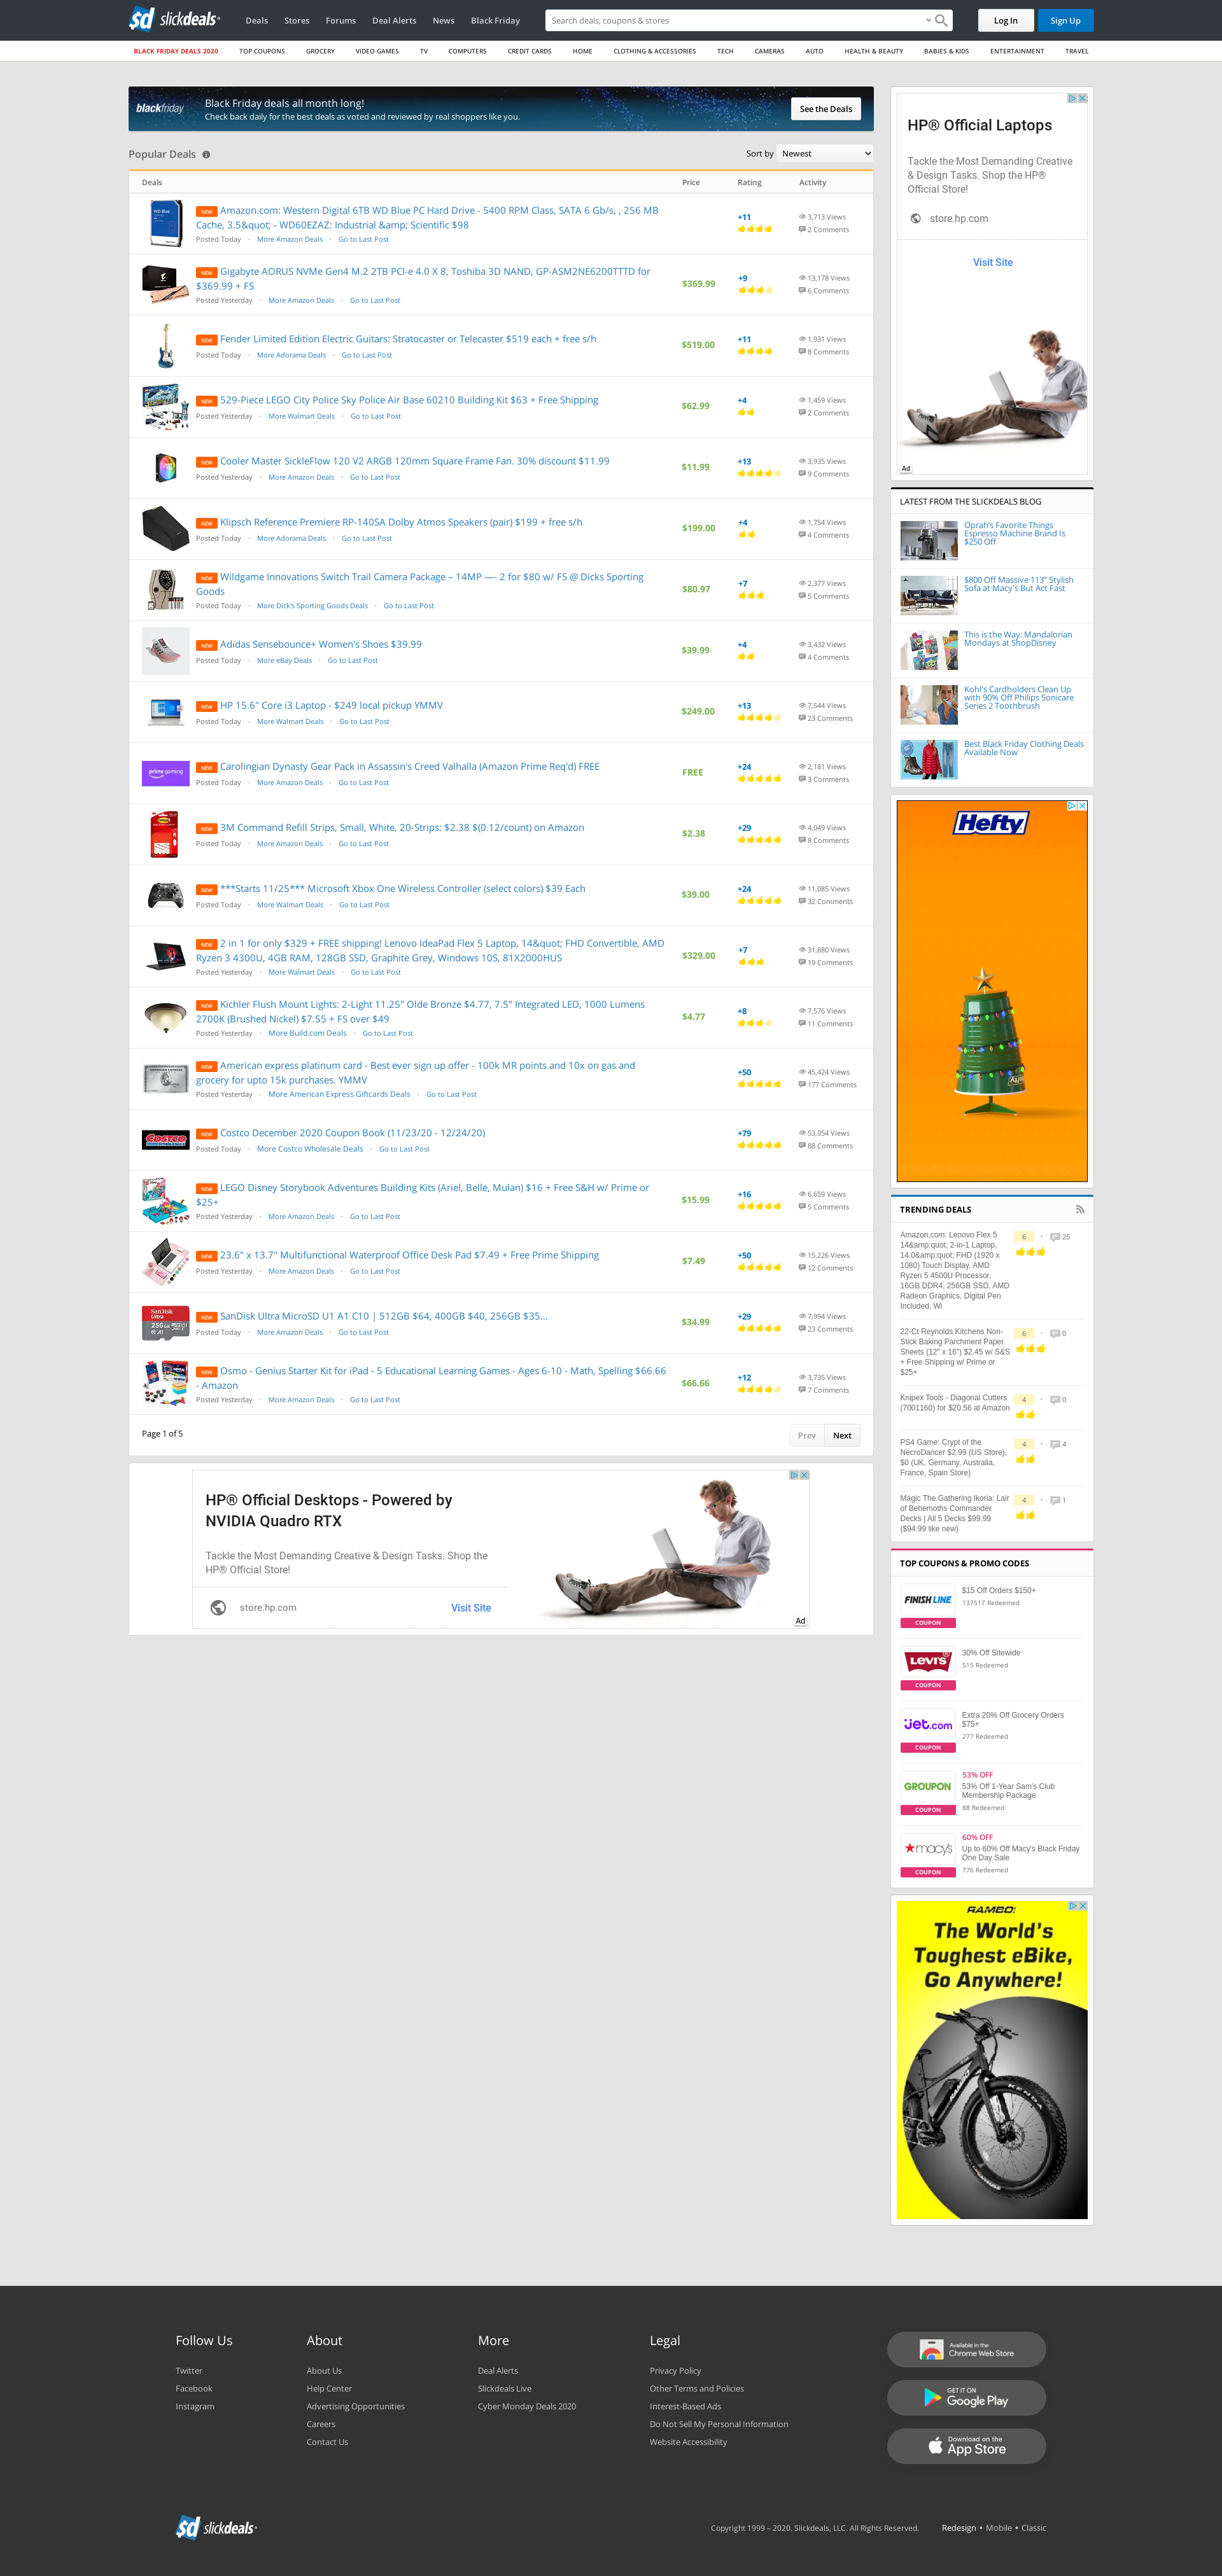 sd slickdeals
Deals Stores Forums Deal Alerts News Black Friday
Search deals, coupons & stores
Log In
Sign Up
BLACK FRIDAY DEALS 2020 TOP COUPONS GROCERY VIDEO GAMES TV COMPUTERS CREDIT CARDS HOME CLOTHING & ACCESSORIES TECH CAMERAS AUTO HEALTH & BEAUTY BABIES & KIDS ENTERTAINMENT TRAVEL
blackfriday
Black Friday deals all month long!
Check back daily for the best deals as voted and reviewed by real shoppers like you.
See the Deals
Popular Deals
Sort by Newest
Deals Price Rating Activity
NEW Amazon.com: Western Digital 6TB WD Blue PC Hard Drive - 5400 RPM Class, SATA 6 Gb/s, , 256 MB
Cache, 3.5&quot; - WD60EZAZ: Industrial &amp; Scientific $98
Posted Today · More Amazon Deals · Go to Last Post
+11
3,713 Views
2 Comments
NEW Gigabyte AORUS NVMe Gen4 M.2 2TB PCI-e 4.0 X 8, Toshiba 3D NAND, GP-ASM2NE6200TTTD for
$369.99 + FS
Posted Yesterday · More Amazon Deals · Go to Last Post
$369.99
+9
13,178 Views
6 Comments
NEW Fender Limited Edition Electric Guitars: Stratocaster or Telecaster $519 each + free s/h
Posted Today · More Adorama Deals · Go to Last Post
$519.00
+11
1,931 Views
8 Comments
NEW 529-Piece LEGO City Police Sky Police Air Base 60210 Building Kit $63 + Free Shipping
Posted Yesterday · More Walmart Deals · Go to Last Post
$62.99
+4
1,459 Views
2 Comments
NEW Cooler Master SickleFlow 120 V2 ARGB 120mm Square Frame Fan. 30% discount $11.99
Posted Yesterday · More Amazon Deals · Go to Last Post
$11.99
+13
3,935 Views
9 Comments
NEW Klipsch Reference Premiere RP-140SA Dolby Atmos Speakers (pair) $199 + free s/h
Posted Today · More Adorama Deals · Go to Last Post
$199.00
+4
1,754 Views
4 Comments
NEW Wildgame Innovations Switch Trail Camera Package – 14MP —- 2 for $80 w/ FS @ Dicks Sporting
Goods
Posted Today · More Dick's Sporting Goods Deals · Go to Last Post
$80.97
+7
2,377 Views
5 Comments
NEW Adidas Sensebounce+ Women's Shoes $39.99
Posted Today · More eBay Deals · Go to Last Post
$39.99
+4
3,432 Views
4 Comments
NEW HP 15.6" Core i3 Laptop - $249 local pickup YMMV
Posted Today · More Walmart Deals · Go to Last Post
$249.00
+13
7,544 Views
23 Comments
prime gaming
NEW Carolingian Dynasty Gear Pack in Assassin's Creed Valhalla (Amazon Prime Req'd) FREE
Posted Today · More Amazon Deals · Go to Last Post
FREE
+24
2,181 Views
3 Comments
NEW 3M Command Refill Strips, Small, White, 20-Strips: $2.38 $(0.12/count) on Amazon
Posted Today · More Amazon Deals · Go to Last Post
$2.38
+29
4,049 Views
8 Comments
NEW ***Starts 11/25*** Microsoft Xbox One Wireless Controller (select colors) $39 Each
Posted Today · More Walmart Deals · Go to Last Post
$39.00
+24
11,085 Views
32 Comments
NEW 2 in 1 for only $329 + FREE shipping! Lenovo IdeaPad Flex 5 Laptop, 14&quot; FHD Convertible, AMD
Ryzen 3 4300U, 4GB RAM, 128GB SSD, Graphite Grey, Windows 10S, 81X2000HUS
Posted Yesterday · More Walmart Deals · Go to Last Post
$329.00
+7
31,880 Views
19 Comments
NEW Kichler Flush Mount Lights: 2-Light 11.25" Olde Bronze $4.77, 7.5" Integrated LED, 1000 Lumens
2700K (Brushed Nickel) $7.55 + FS over $49
Posted Yesterday · More Build.com Deals · Go to Last Post
$4.77
+8
7,576 Views
11 Comments
NEW American express platinum card - Best ever sign up offer - 100k MR points and 10x on gas and
grocery for upto 15k purchases. YMMV
Posted Yesterday · More American Express Giftcards Deals · Go to Last Post
+50
45,424 Views
177 Comments
COSTCO
NEW Costco December 2020 Coupon Book (11/23/20 - 12/24/20)
Posted Today · More Costco Wholesale Deals · Go to Last Post
+79
53,054 Views
88 Comments
NEW LEGO Disney Storybook Adventures Building Kits (Ariel, Belle, Mulan) $16 + Free S&H w/ Prime or
$25+
Posted Yesterday · More Amazon Deals · Go to Last Post
$15.99
+16
6,659 Views
5 Comments
NEW 23.6" x 13.7" Multifunctional Waterproof Office Desk Pad $7.49 + Free Prime Shipping
Posted Yesterday · More Amazon Deals · Go to Last Post
$7.49
+50
15,226 Views
12 Comments
NEW SanDisk Ultra MicroSD U1 A1 C10 | 512GB $64, 400GB $40, 256GB $35...
Posted Today · More Amazon Deals · Go to Last Post
$34.99
+29
7,994 Views
23 Comments
NEW Osmo - Genius Starter Kit for iPad - 5 Educational Learning Games - Ages 6-10 - Math, Spelling $66.66
- Amazon
Posted Yesterday · More Amazon Deals · Go to Last Post
$66.66
+12
3,735 Views
7 Comments
Page 1 of 5
Prev Next
HP® Official Desktops - Powered by
NVIDIA Quadro RTX
Tackle the Most Demanding Creative & Design Tasks. Shop the
HP® Official Store!
store.hp.com
Visit Site
Ad
HP® Official Laptops
Tackle the Most Demanding Creative
& Design Tasks. Shop the HP®
Official Store!
store.hp.com
Visit Site
Ad
LATEST FROM THE SLICKDEALS BLOG
Oprah's Favorite Things
Espresso Machine Brand Is
$250 Off
$800 Off Massive 113" Stylish
Sofa at Macy's But Act Fast
This is the Way: Mandalorian
Mondays at ShopDisney
Kohl's Cardholders Clean Up
with 90% Off Philips Sonicare
Series 2 Toothbrush
Best Black Friday Clothing Deals
Available Now
Hefty
TRENDING DEALS
Amazon.com: Lenovo Flex 5
14&amp;quot; 2-in-1 Laptop,
14.0&amp;quot; FHD (1920 x
1080) Touch Display, AMD
Ryzen 5 4500U Processor,
16GB DDR4, 256GB SSD, AMD
Radeon Graphics, Digital Pen
Included, Wi
6 • 25
22-Ct Reynolds Kitchens Non-
Stick Baking Parchment Paper
Sheets (12" x 16") $2.45 w/ S&S
+ Free Shipping w/ Prime or
$25+
6 • 0
Knipex Tools - Diagonal Cutters
(7001160) for $20.56 at Amazon
4 • 0
PS4 Game: Crypt of the
NecroDancer $2.99 (US Store),
$0 (UK, Germany, Australia,
France, Spain Store)
4 • 4
Magic The Gathering Ikoria: Lair
of Behemoths Commander
Decks | All 5 Decks $99.99
($94.99 like new)
4 • 1
TOP COUPONS & PROMO CODES
FINISH LINE
COUPON
$15 Off Orders $150+
137517 Redeemed
LEVI'S
COUPON
30% Off Sitewide
515 Redeemed
jet.com
COUPON
Extra 20% Off Grocery Orders
$75+
277 Redeemed
GROUPON
COUPON
53% OFF
53% Off 1-Year Sam's Club
Membership Package
88 Redeemed
macy's
COUPON
60% OFF
Up to 60% Off Macy's Black Friday
One Day Sale
776 Redeemed
RAMBO
The World's
Toughest eBike,
Go Anywhere!
KENDA
Follow Us
Twitter
Facebook
Instagram
About
About Us
Help Center
Advertising Opportunities
Careers
Contact Us
More
Deal Alerts
Slickdeals Live
Cyber Monday Deals 2020
Legal
Privacy Policy
Other Terms and Policies
Interest-Based Ads
Do Not Sell My Personal Information
Website Accessibility
Available in the
Chrome Web Store
GET IT ON
Google Play
Download on the
App Store
sd slickdeals
Copyright 1999 – 2020. Slickdeals, LLC. All Rights Reserved.
Redesign • Mobile • Classic